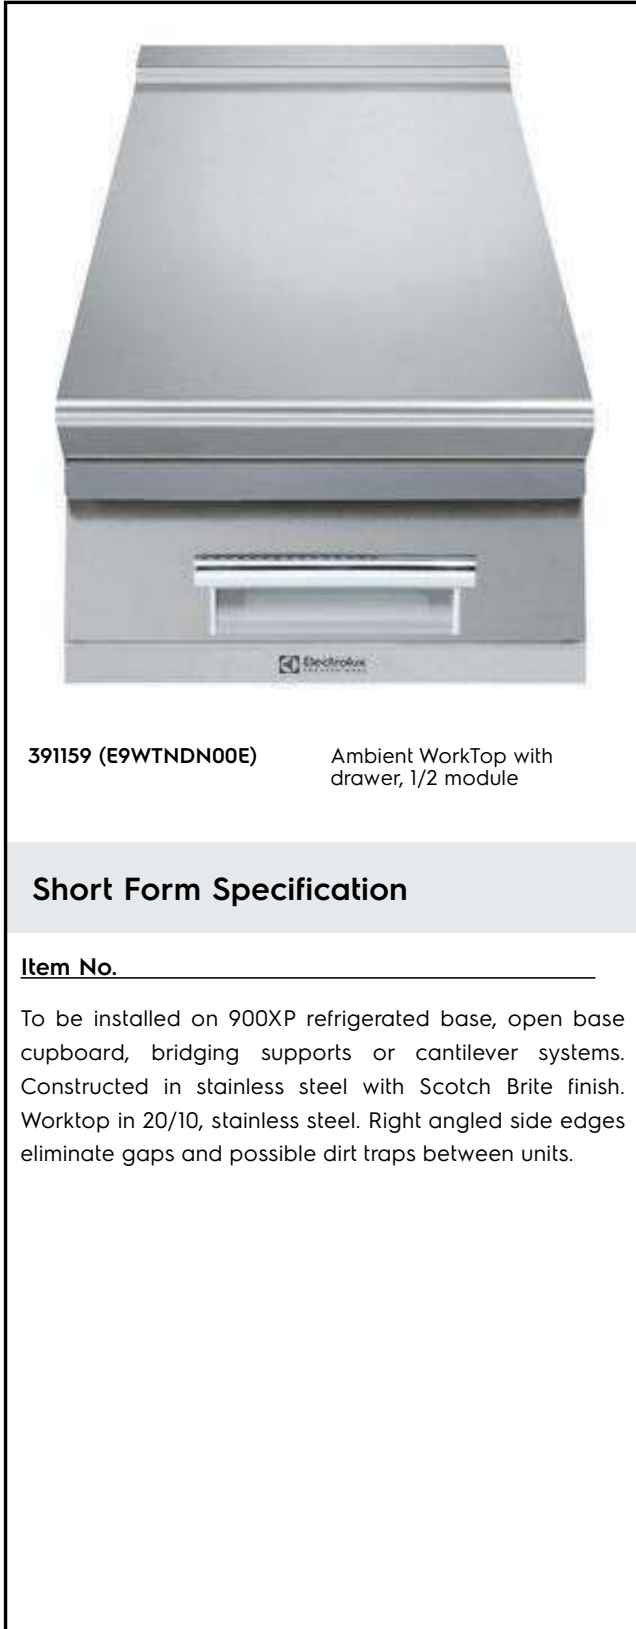 Electrolux
391159 (E9WTNDN00E)
Ambient WorkTop with
drawer, 1/2 module
Short Form Specification
Item No.
To be installed on 900XP refrigerated base, open base
cupboard, bridging supports or cantilever systems.
Constructed in stainless steel with Scotch Brite finish.
Worktop in 20/10, stainless steel. Right angled side edges
eliminate gaps and possible dirt traps between units.